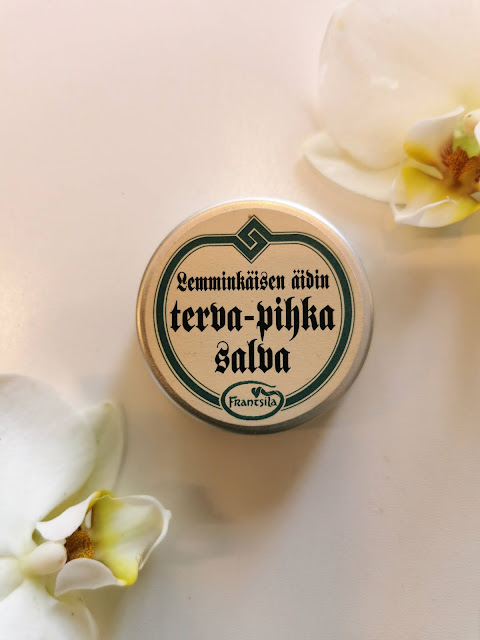 Lemminkäisen äidin
terva-pihka
salva
Frantsila